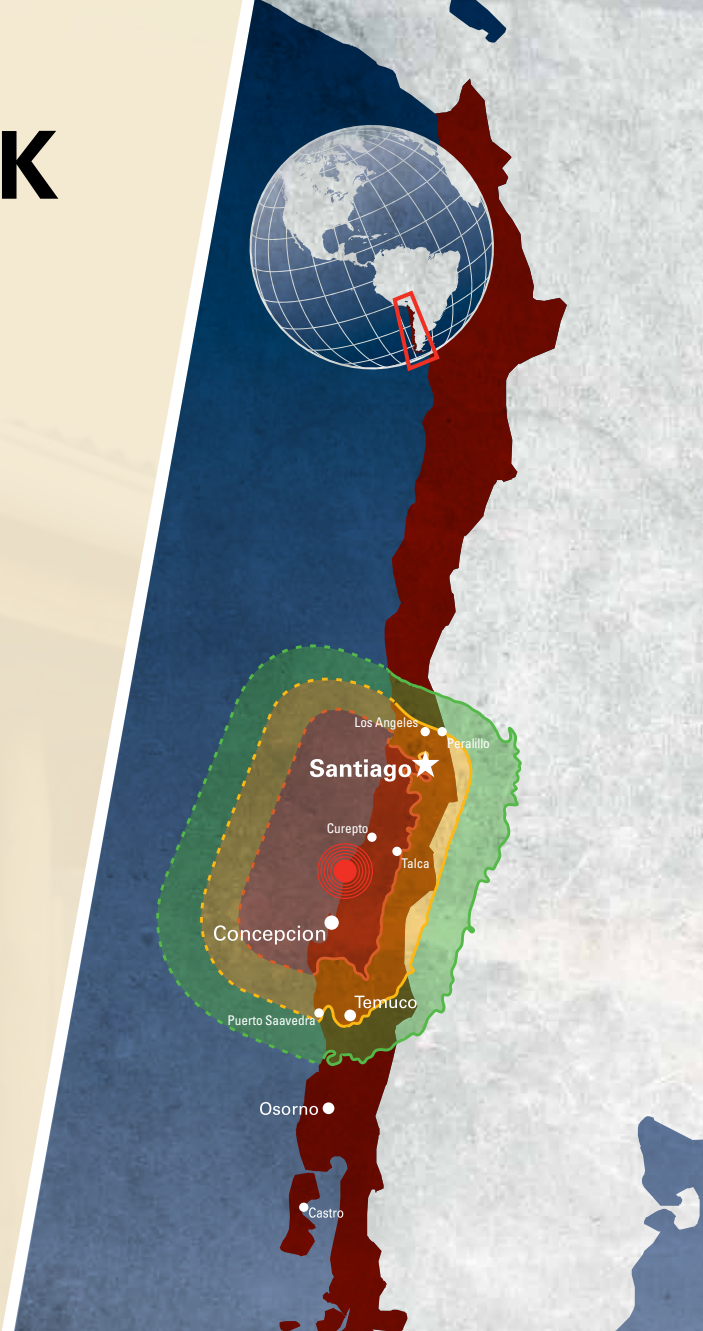 K
Los Angeles
Peralillo
Santiago
Curepto
Talca
Concepcion
Temuco
Puerto Saavedra
Osorno
Castro